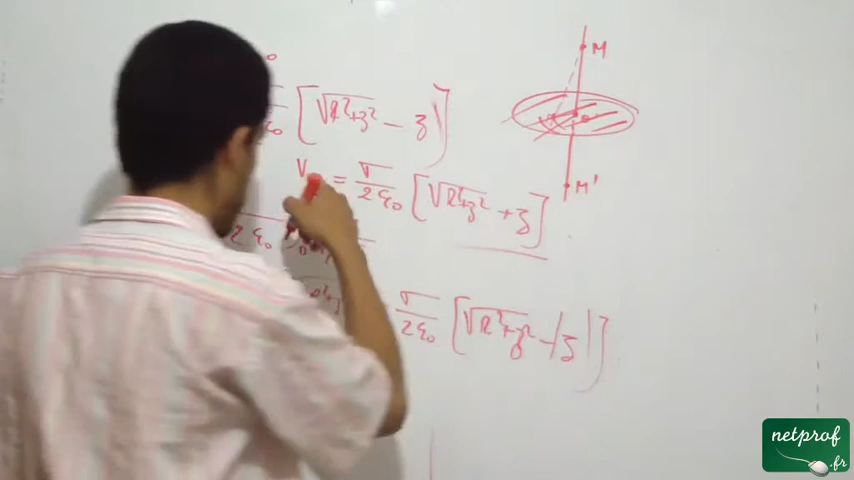 M
[√R²+z² - z]
V = σ/2ε₀ [√R²+z² + z]
M'
2ε₀
σ/2ε₀ [√R²+z² - |z|]
netprof
.fr